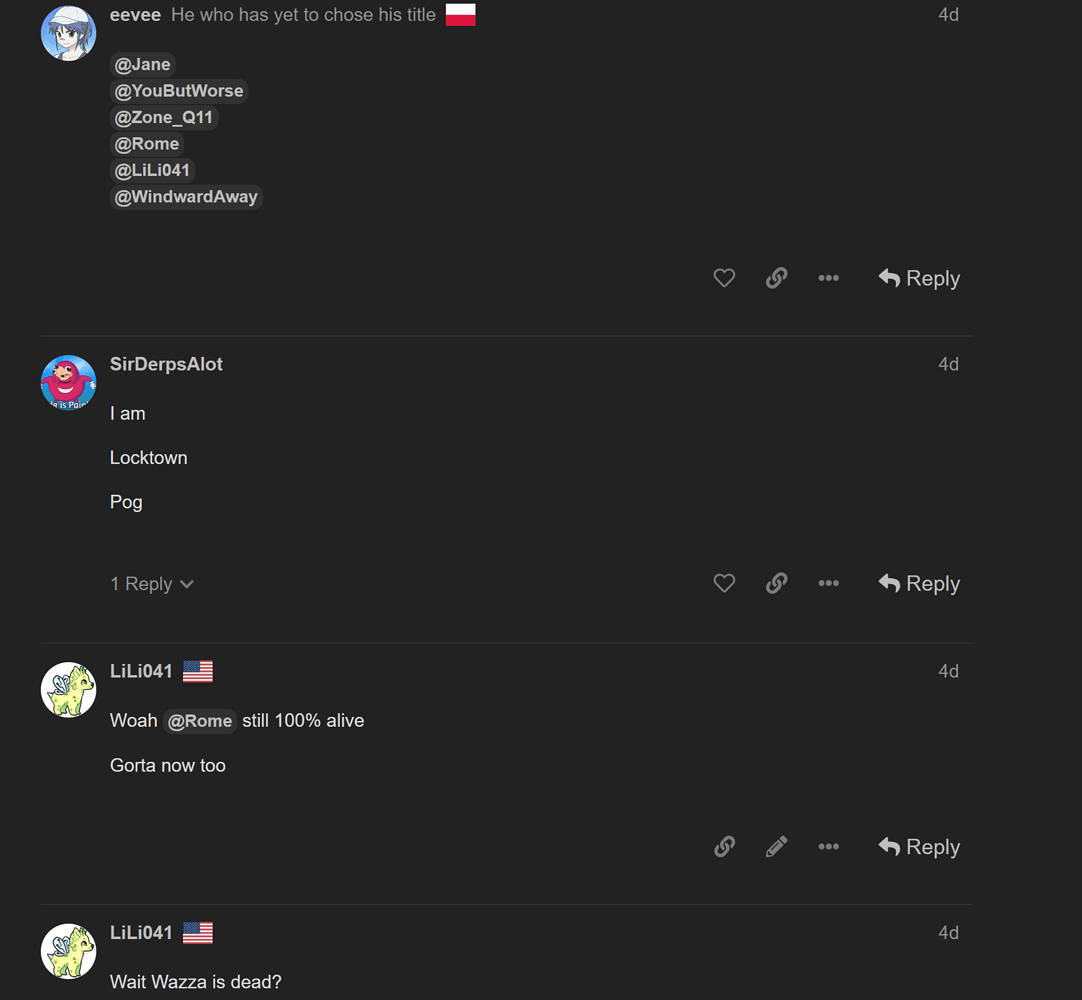 eevee He who has yet to chose his title 4d
@Jane
@YouButWorse
@Zone_Q11
@Rome
@LiLi041
@WindwardAway
Reply
SirDerpsAlot 4d
I am
Locktown
Pog
1 Reply Reply
LiLi041 4d
Woah @Rome still 100% alive
Gorta now too
Reply
LiLi041 4d
Wait Wazza is dead?